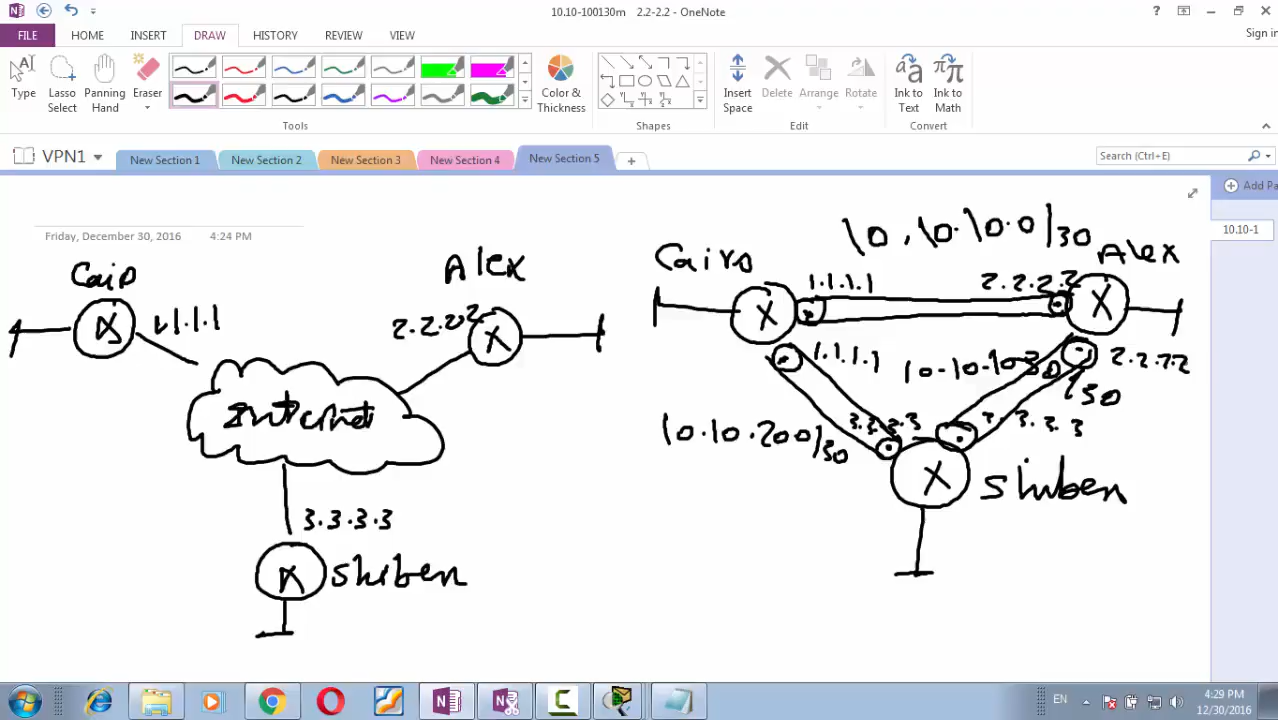 10.10-100130m 2.2-2.2 - OneNote
Sign in
FILE HOME INSERT DRAW HISTORY REVIEW VIEW
Type Lasso Select Panning Hand Eraser Color & Thickness Insert Space Delete Arrange Rotate Ink to Text Ink to Math
Tools Shapes Edit Convert
VPN1 New Section 1 New Section 2 New Section 3 New Section 4 New Section 5 Search (Ctrl+E)
Add Pa
10.10-1
Friday, December 30, 2016 4:24 PM
Cairo
1.1.1
Alex
2.2.2.2
Internet
3.3.3.3
shiben
10.10.10.0/30
Cairo
Alex
1.1.1.1
2.2.2.2
1.1.1.1
2.2.2.2
/30
10.10.200/30
3.3.3.3
3.3.3
shiben
EN
4:29 PM
12/30/2016